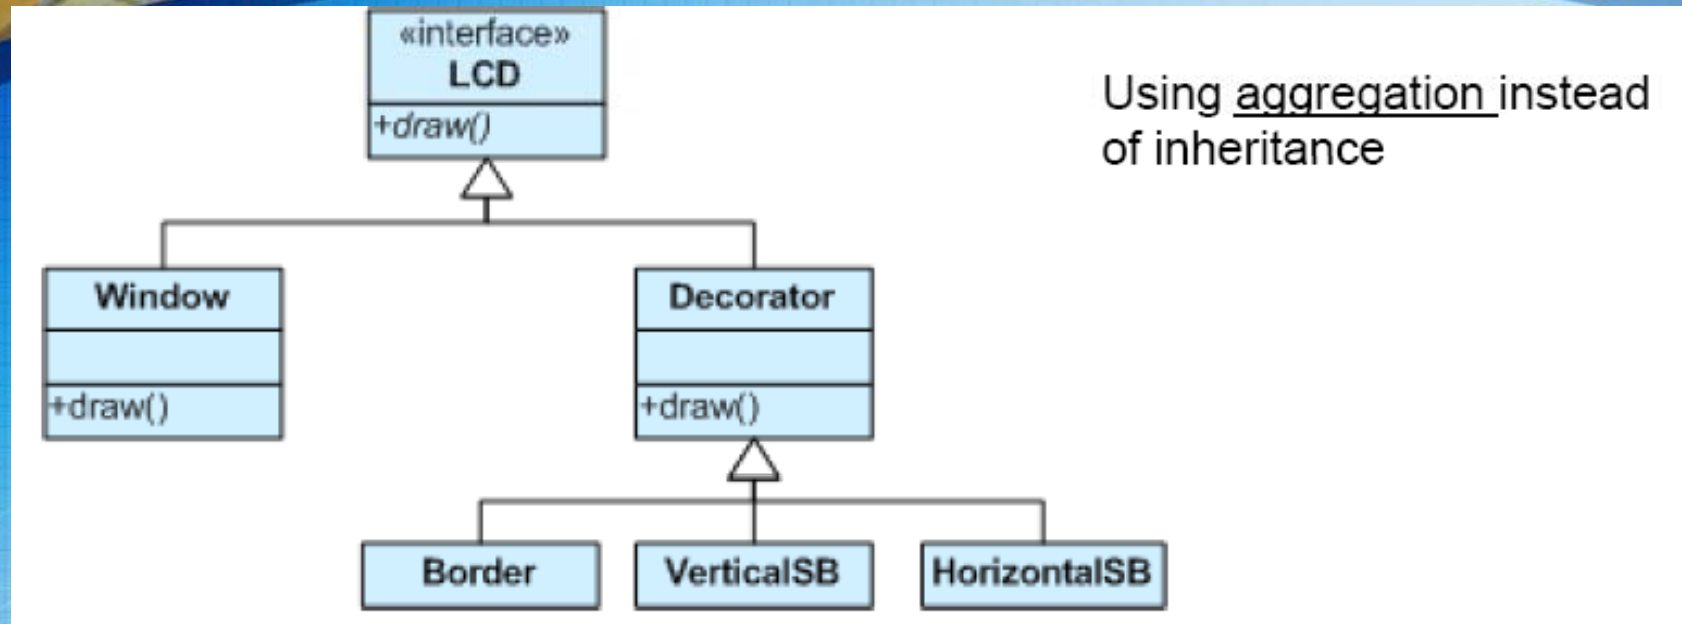 «interface»
LCD
+draw()
Using aggregation instead
of inheritance
Window
+draw()
Decorator
+draw()
Border
VerticalSB
HorizontalSB